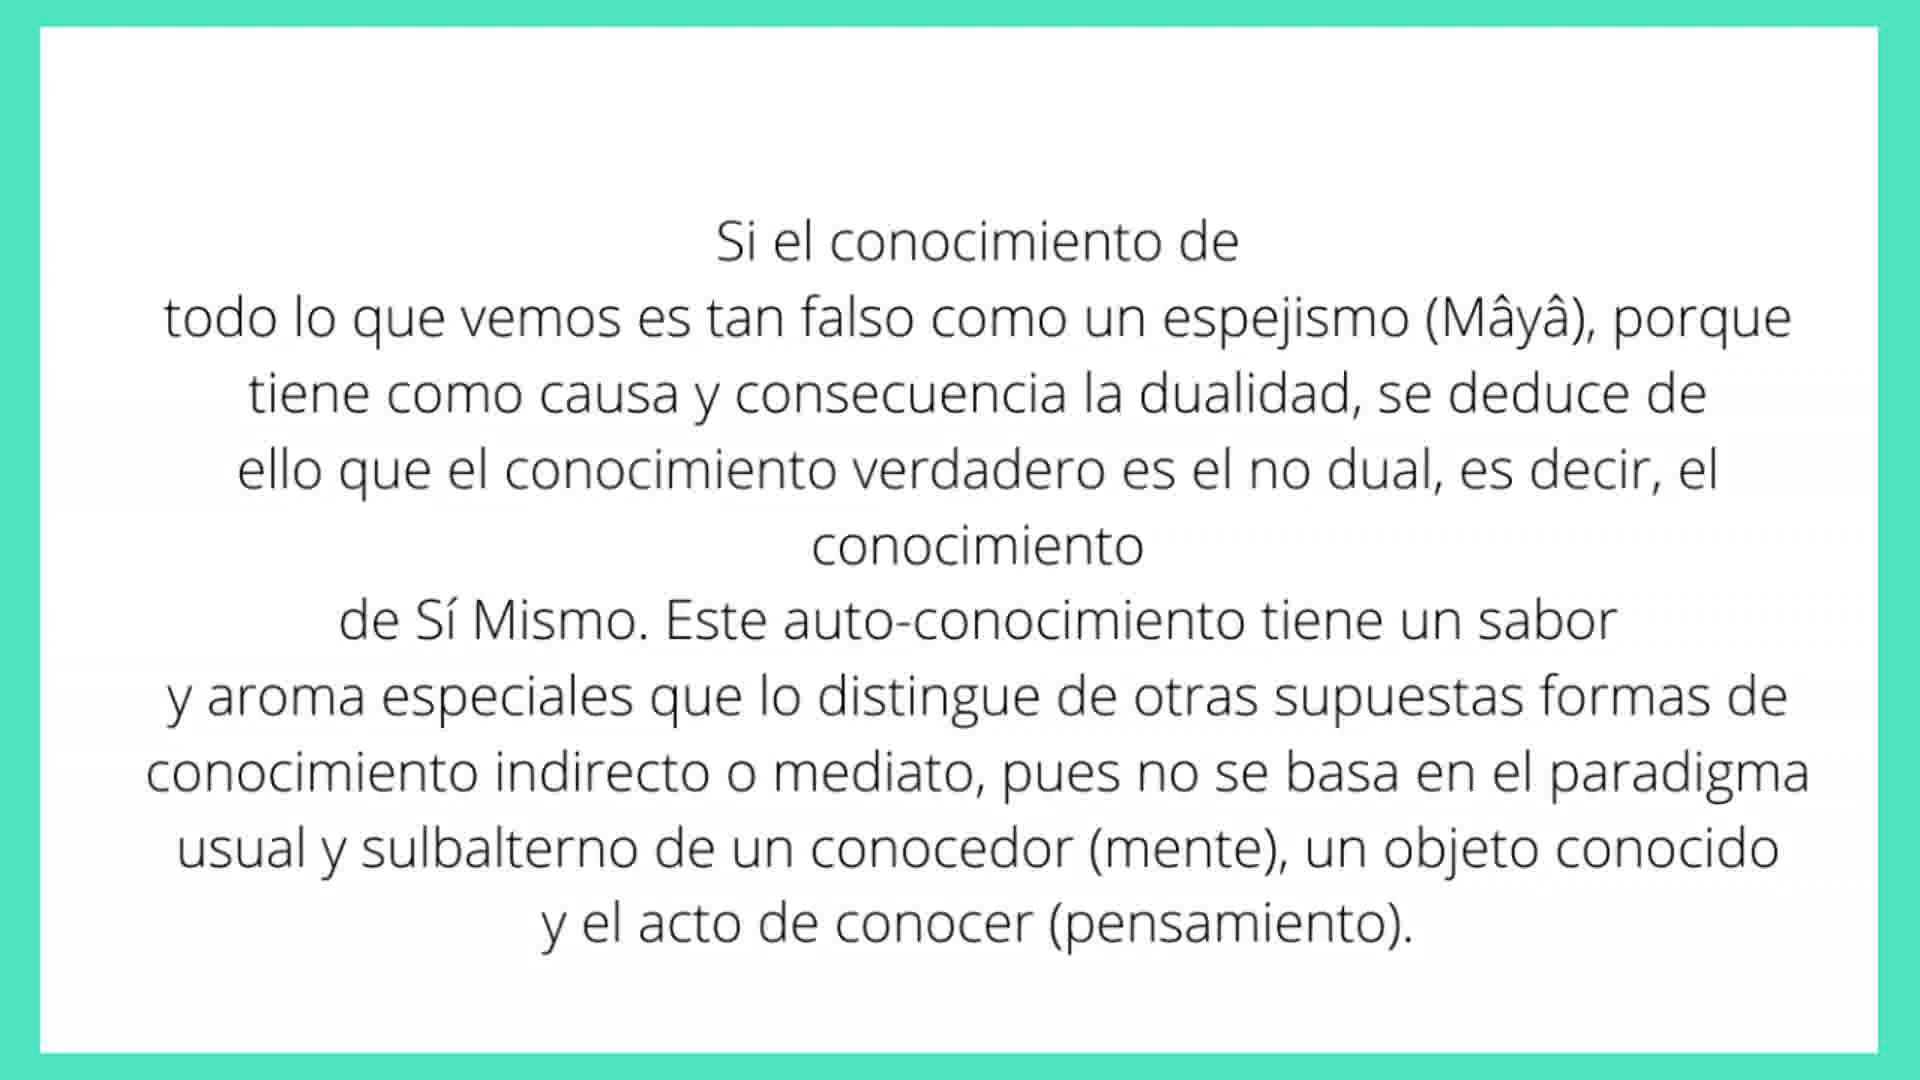 Si el conocimiento de
todo lo que vemos es tan falso como un espejismo (Mâyâ), porque
tiene como causa y consecuencia la dualidad, se deduce de
ello que el conocimiento verdadero es el no dual, es decir, el
conocimiento
de Sí Mismo. Este auto-conocimiento tiene un sabor
y aroma especiales que lo distingue de otras supuestas formas de
conocimiento indirecto o mediato, pues no se basa en el paradigma
usual y sulbalterno de un conocedor (mente), un objeto conocido
y el acto de conocer (pensamiento).